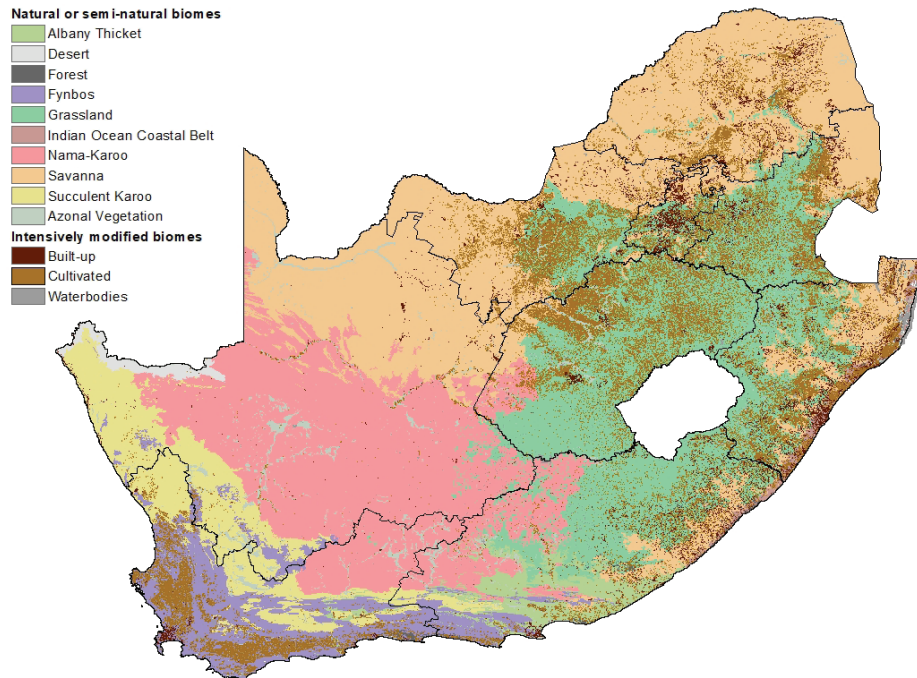 Natural or semi-natural biomes
Albany Thicket
Desert
Forest
Fynbos
Grassland
Indian Ocean Coastal Belt
Nama-Karoo
Savanna
Succulent Karoo
Azonal Vegetation
Intensively modified biomes
Built-up
Cultivated
Waterbodies